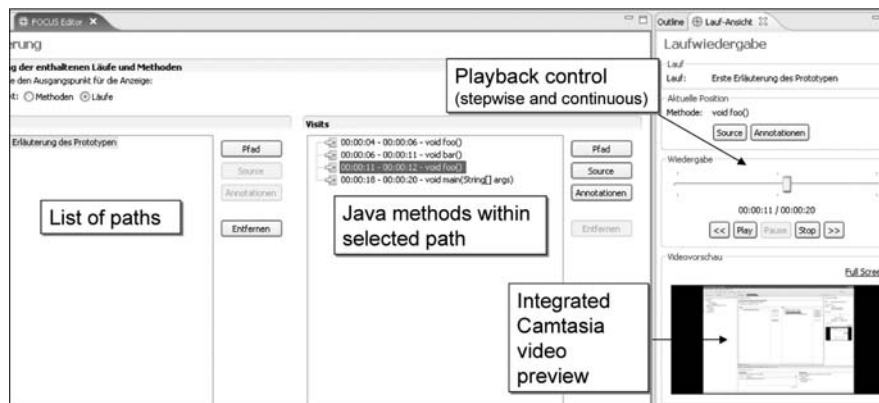 FOCUS Editor
Outline
Lauf-Ansicht
erung
Laufwiedergabe
g der enthaltenen Läufe und Methoden
e den Ausgangspunkt für die Anzeige:
Methoden Läufe
Lauf
Lauf: Erste Erläuterung des Prototypen
Playback control
(stepwise and continuous)
Aktuelle Position
Methode: void foo()
Source Annotationen
Visits
Erläuterung des Prototypen
Pfad
Source
Annotationen
Entfernen
00:00:04 - 00:00:06 - void foo()
00:00:06 - 00:00:11 - void bar()
00:00:11 - 00:00:12 - void foo()
00:00:18 - 00:00:20 - void main(String[] args)
Pfad
Source
Annotationen
Entfernen
List of paths
Java methods within
selected path
Wiedergabe
00:00:11 / 00:00:20
<< Play Pause Stop >>
Videovorschau
Full Scree
Integrated
Camtasia
video
preview